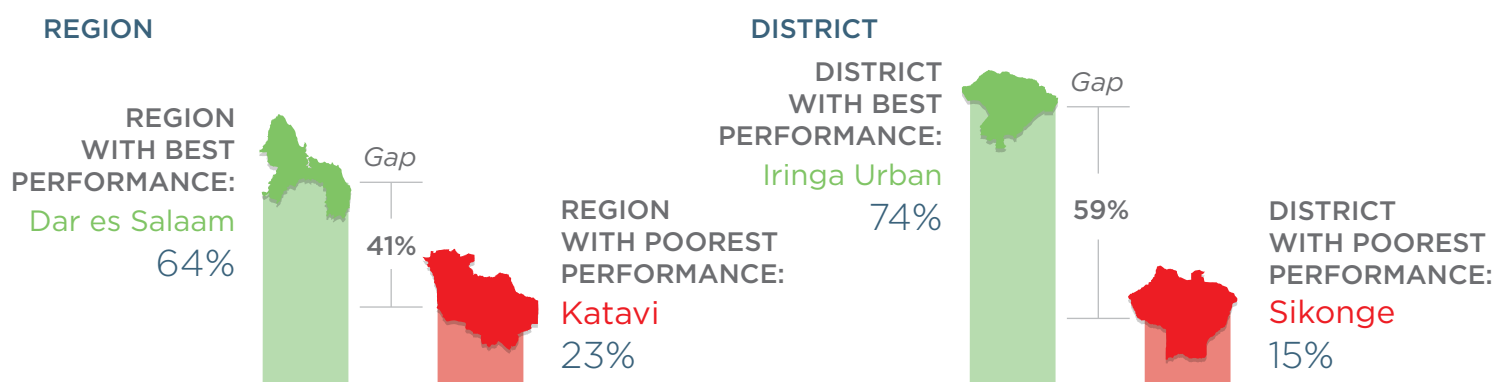 REGION
REGION
WITH BEST
PERFORMANCE:
Dar es Salaam
64%
Gap
41%
REGION
WITH POOREST
PERFORMANCE:
Katavi
23%
DISTRICT
DISTRICT
WITH BEST
PERFORMANCE:
Iringa Urban
74%
Gap
59%
DISTRICT
WITH POOREST
PERFORMANCE:
Sikonge
15%